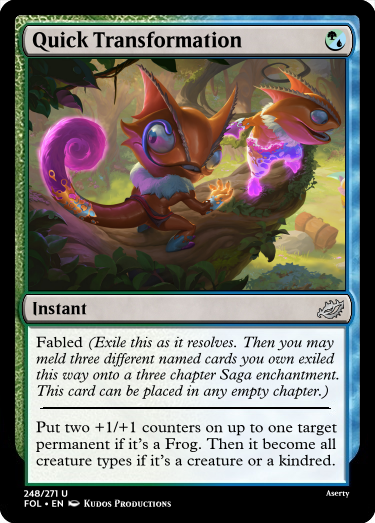 Quick Transformation
Instant
Fabled (Exile this as it resolves. Then you may
meld three different named cards you own exiled
this way onto a three chapter Saga enchantment.
This card can be placed in any empty chapter.)
Put two +1/+1 counters on up to one target
permanent if it's a Frog. Then it become all
creature types if it's a creature or a kindred.
248/271 U
FOL • EN Kudos Productions
Aserty